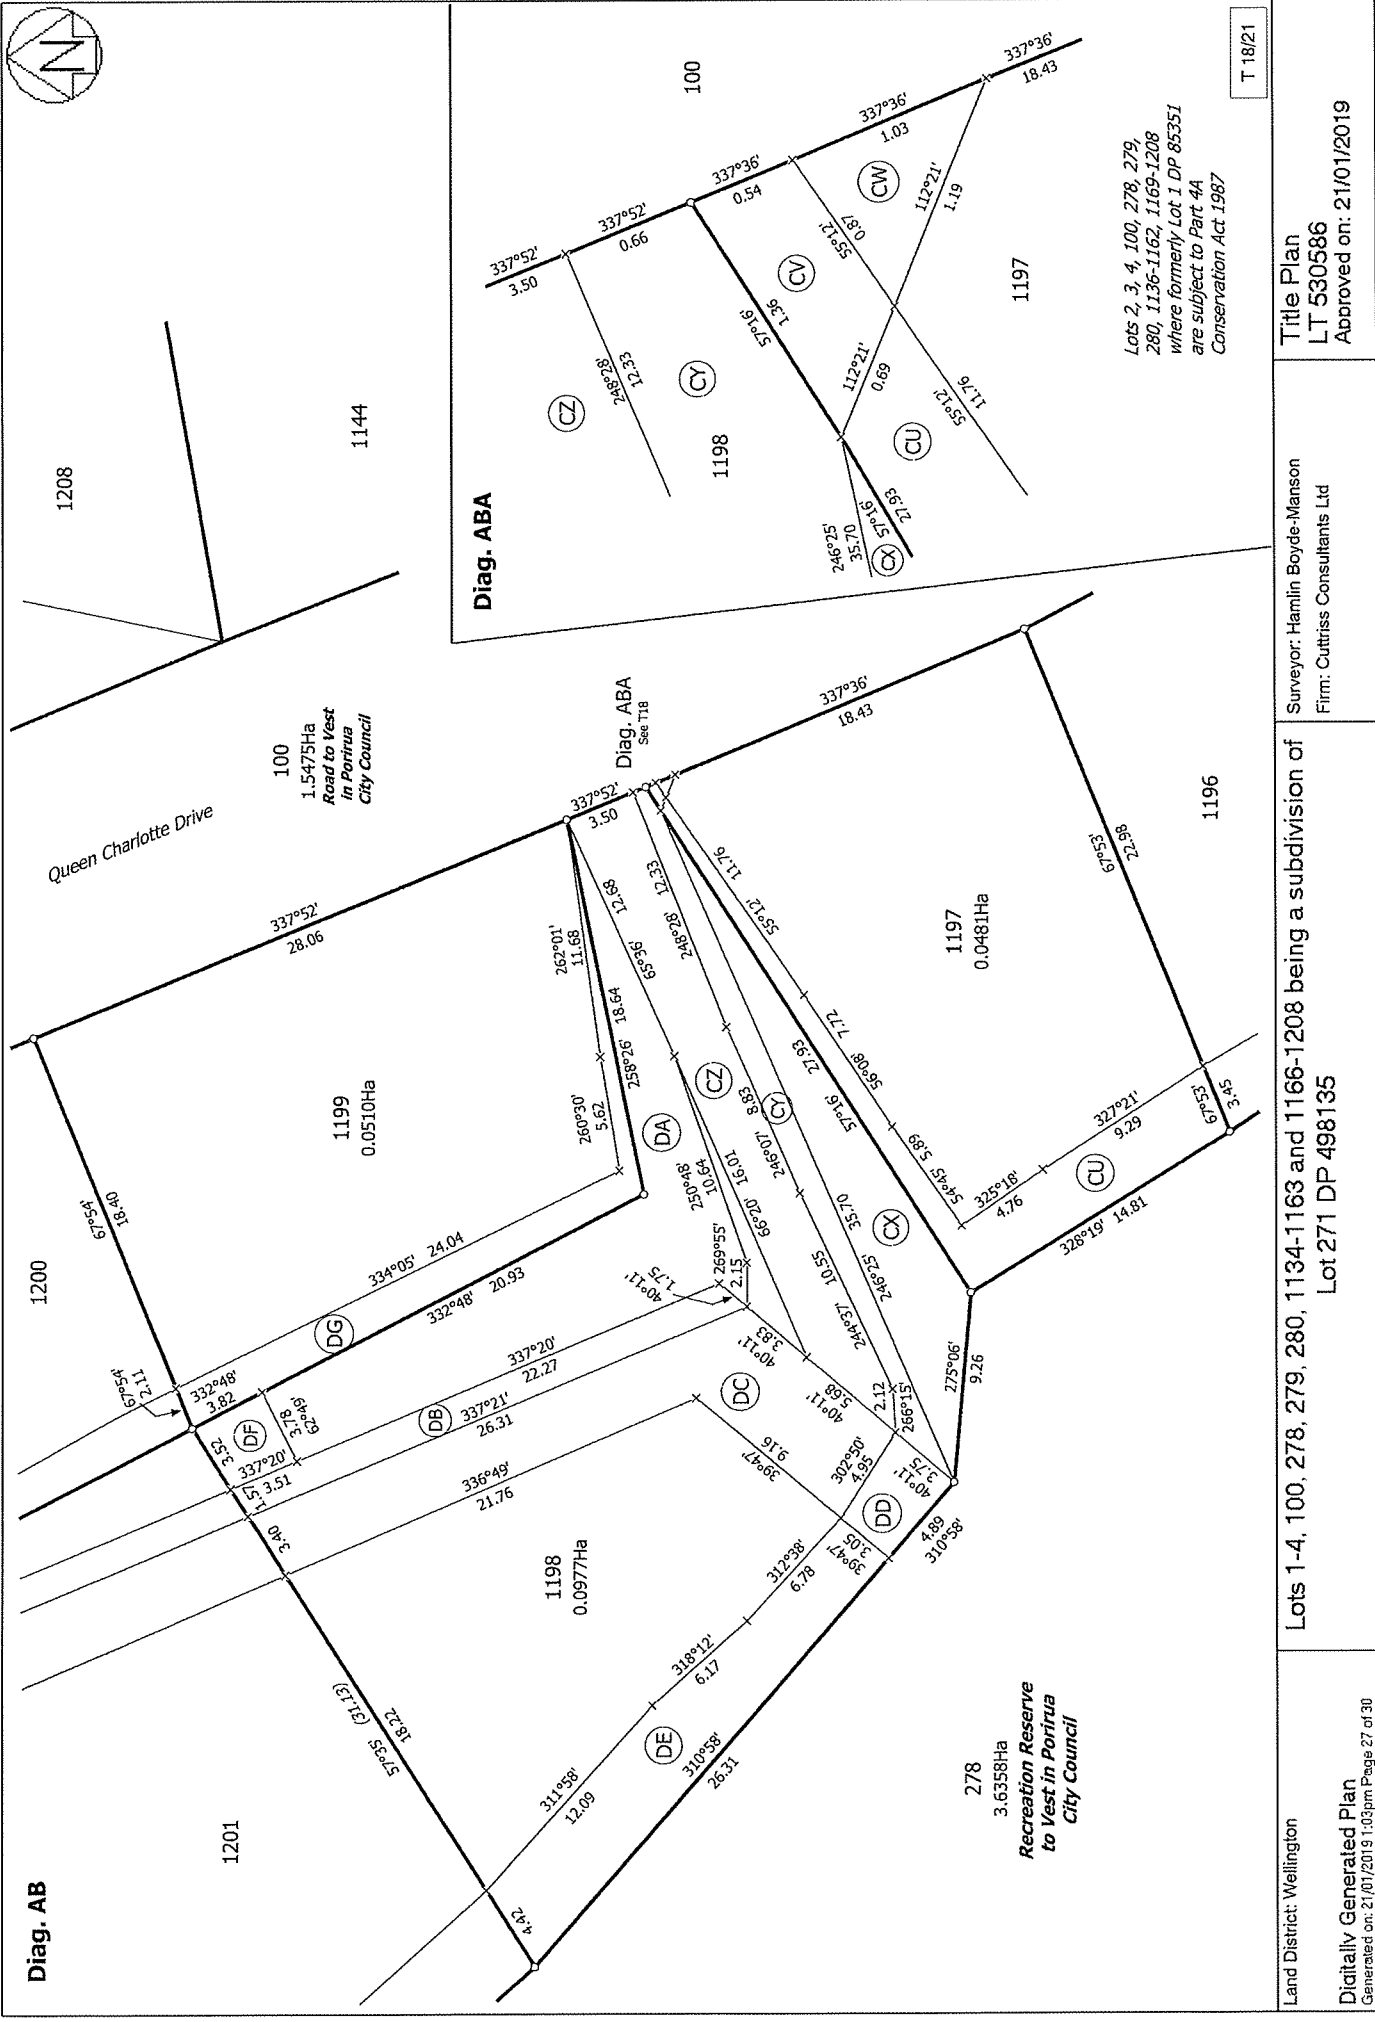 Diag. AB
N
1208
1144
1201
1200
Queen Charlotte Drive
100
1.5475Ha
Road to Vest
in Porirua
City Council
1199
0.0510Ha
1198
0.0977Ha
1197
0.0481Ha
1196
278
3.6358Ha
Recreation Reserve
to Vest in Porirua
City Council
337°52'
28.06
67°54'
18.40
67°54'
2.11
332°48'
3.82
334°05' 24.04
332°48' 20.93
260°30'
5.62
262°01'
11.68
258°26' 18.64
337°52'
3.50
Diag. ABA
See T18
337°36'
18.43
65°36' 12.68
248°28' 12.33
55°12' 11.76
250°48'
10.64
66°20' 16.01
246°07' 8.83
244°37' 10.55
246°25' 35.70
57°16' 27.93
56°08' 7.72
54°45' 5.89
325°18'
4.76
327°21'
9.29
67°53'
22.98
67°53'
3.45
328°19' 14.81
275°06'
9.26
269°55'
2.15
40°11'
1.75
40°11'
3.83
40°11'
5.68
2.12
266°15'
40°11'
3.75
302°50'
4.95
39°47'
9.16
39°47'
3.05
4.89
310°58'
312°38'
6.78
318°12'
6.17
311°58'
12.09
310°58'
26.31
57°35' (31.13)
18.22
4.42
3.40
1.57
3.52
337°20'
3.51
3.78
62°49'
337°20'
22.27
337°21'
26.31
336°49'
21.76
DG
DF
DB
DC
DD
DE
DA
CZ
CY
CX
CU
Diag. ABA
100
1198
1197
337°52'
3.50
337°52'
0.66
337°36'
0.54
337°36'
1.03
337°36'
18.43
248°28'
12.33
57°16'
1.36
55°12'
0.87
112°21'
1.19
112°21'
0.69
55°12'
11.76
246°25'
35.70
57°16'
27.93
CZ
CY
CV
CW
CU
CX
Lots 2, 3, 4, 100, 278, 279,
280, 1136-1162, 1169-1208
where formerly Lot 1 DP 85351
are subject to Part 4A
Conservation Act 1987
T 18/21
Land District: Wellington
Digitally Generated Plan
Generated on: 21/01/2019 1:03pm Page 27 of 30
Lots 1-4, 100, 278, 279, 280, 1134-1163 and 1166-1208 being a subdivision of
Lot 271 DP 498135
Surveyor: Hamlin Boyde-Manson
Firm: Cuttriss Consultants Ltd
Title Plan
LT 530586
Approved on: 21/01/2019